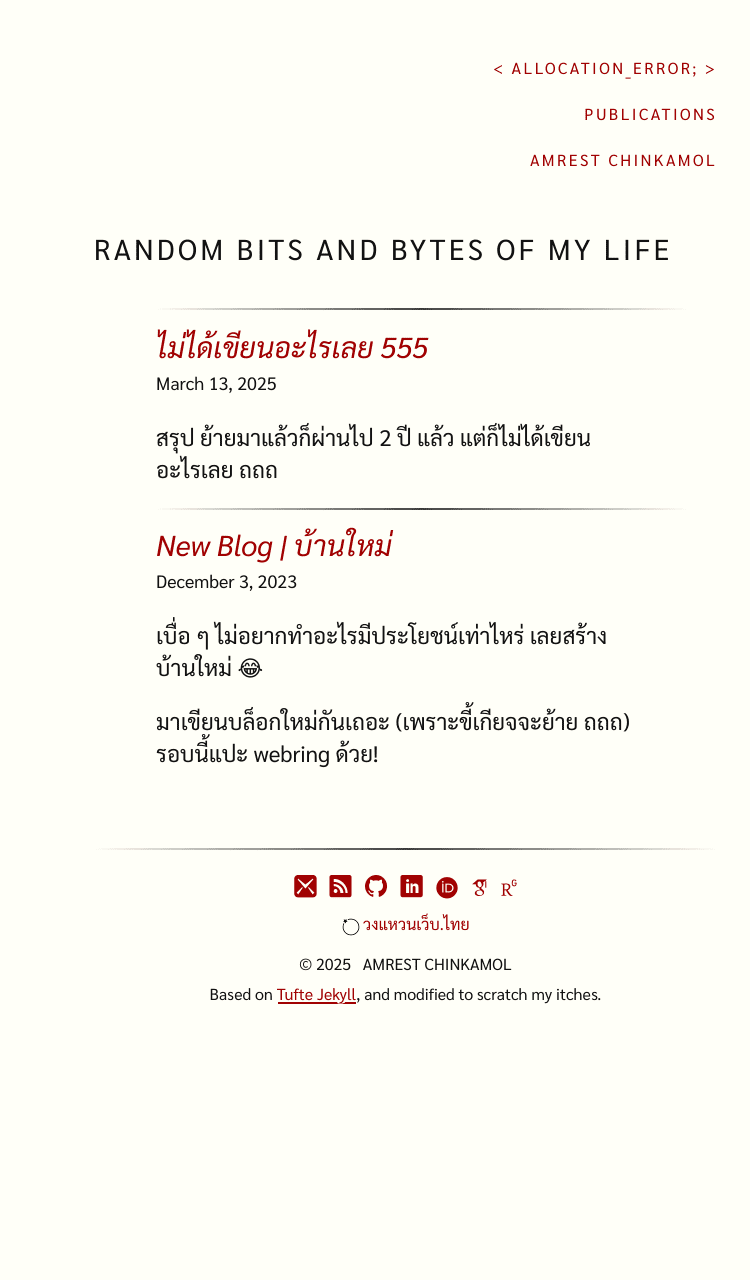 < ALLOCATION_ERROR; >
PUBLICATIONS
AMREST CHINKAMOL
RANDOM BITS AND BYTES OF MY LIFE
ไม่ได้เขียนอะไรเลย 555
March 13, 2025
สรุป ย้ายมาแล้วก็ผ่านไป 2 ปี แล้ว แต่ก็ไม่ได้เขียน
อะไรเลย ถถถ
New Blog | บ้านใหม่
December 3, 2023
เบื่อ ๆ ไม่อยากทำอะไรมีประโยชน์เท่าไหร่ เลยสร้าง
บ้านใหม่ 😂
มาเขียนบล็อกใหม่กันเถอะ (เพราะขี้เกียจจะย้าย ถถถ)
รอบนี้แปะ webring ด้วย!
วงแหวนเว็บ.ไทย
© 2025 AMREST CHINKAMOL
Based on Tufte Jekyll, and modified to scratch my itches.